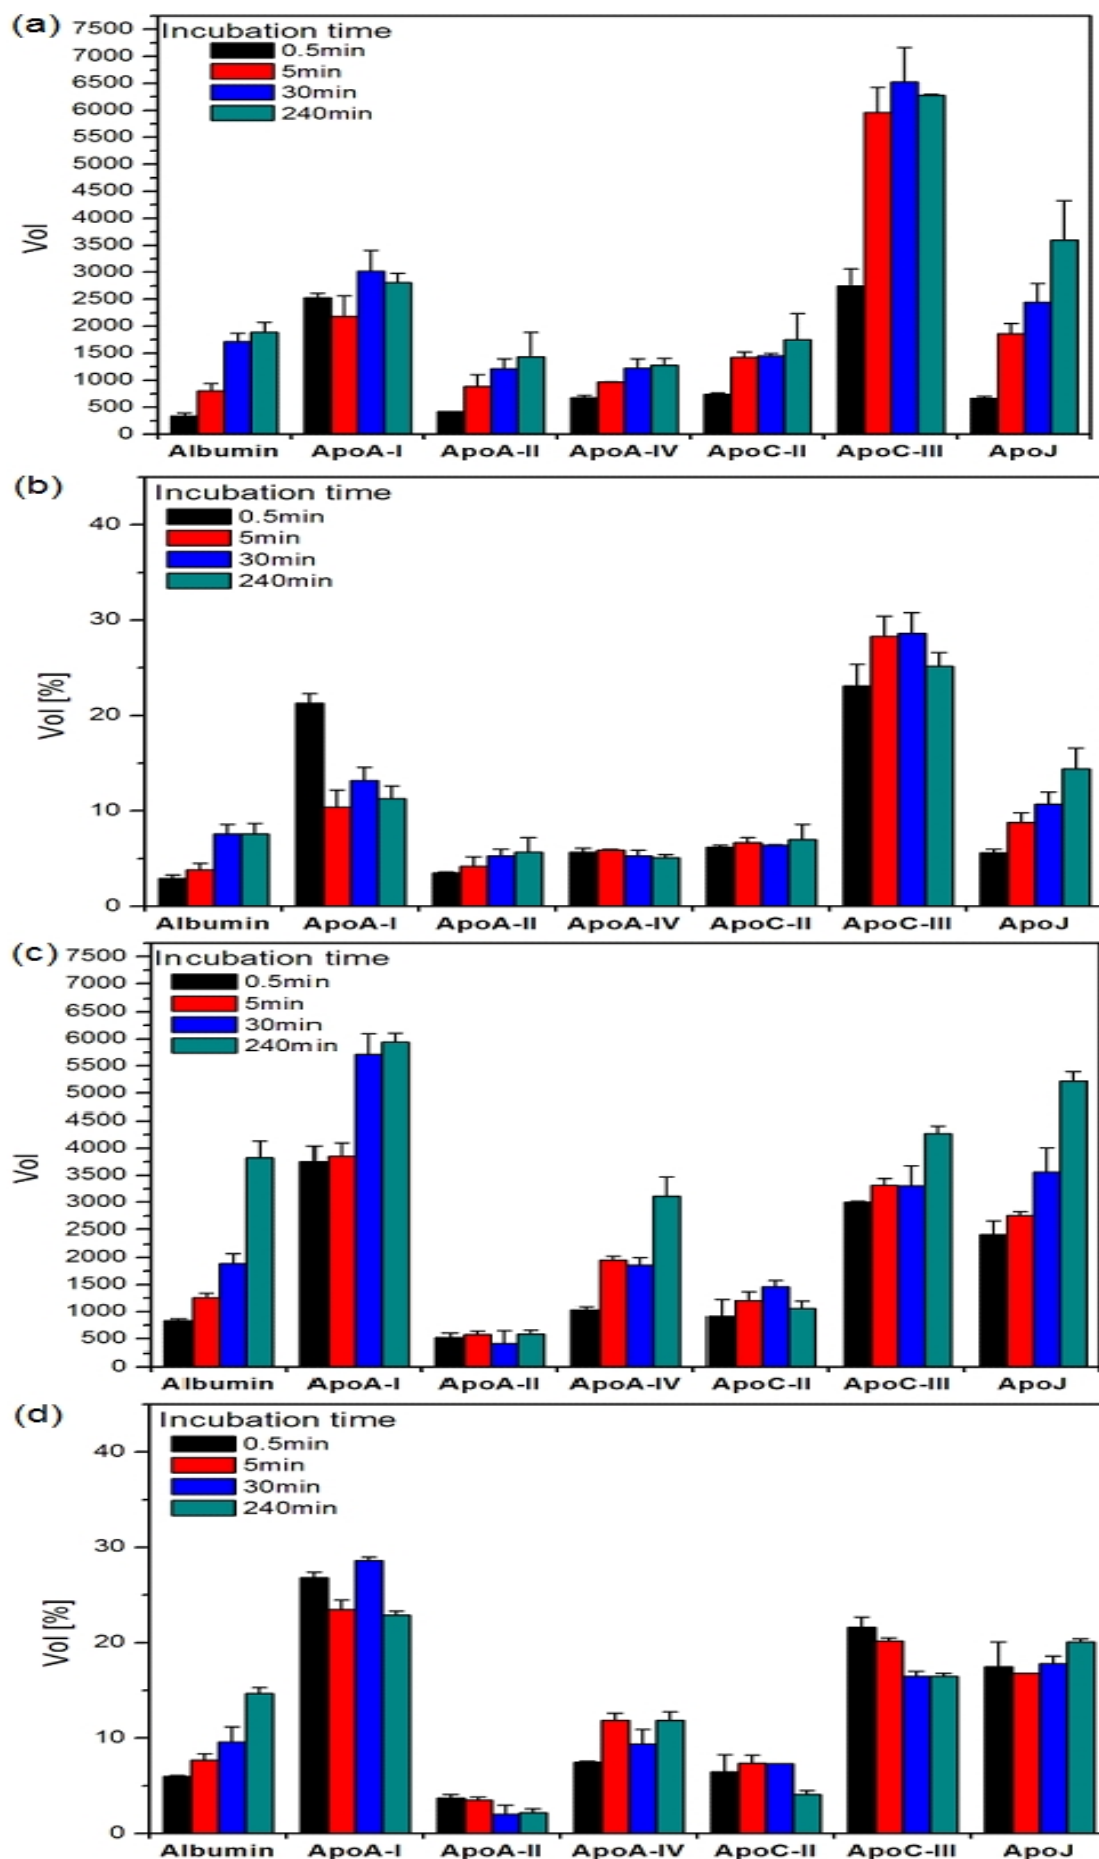 (a)
Incubation time
0.5min
5min
30min
240min
Vol
7500
7000
6500
6000
5500
5000
4500
4000
3500
3000
2500
2000
1500
1000
500
0
Albumin ApoA-I ApoA-II ApoA-IV ApoC-II ApoC-III ApoJ
(b)
Incubation time
0.5min
5min
30min
240min
Vol [%]
40
30
20
10
0
Albumin ApoA-I ApoA-II ApoA-IV ApoC-II ApoC-III ApoJ
(c)
Incubation time
0.5min
5min
30min
240min
Vol
7500
7000
6500
6000
5500
5000
4500
4000
3500
3000
2500
2000
1500
1000
500
0
Albumin ApoA-I ApoA-II ApoA-IV ApoC-II ApoC-III ApoJ
(d)
Incubation time
0.5min
5min
30min
240min
Vol [%]
40
30
20
10
0
Albumin ApoA-I ApoA-II ApoA-IV ApoC-II ApoC-III ApoJ